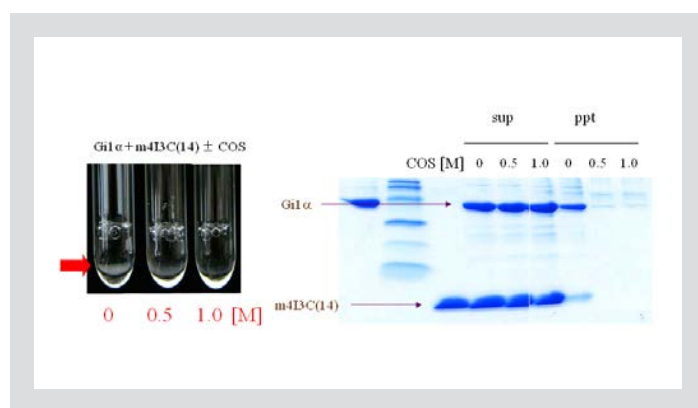 Gi1α+m4I3C(14) ± COS
0 0.5 1.0 [M]
sup ppt
COS [M] 0 0.5 1.0 0 0.5 1.0
Gi1α
m4I3C(14)